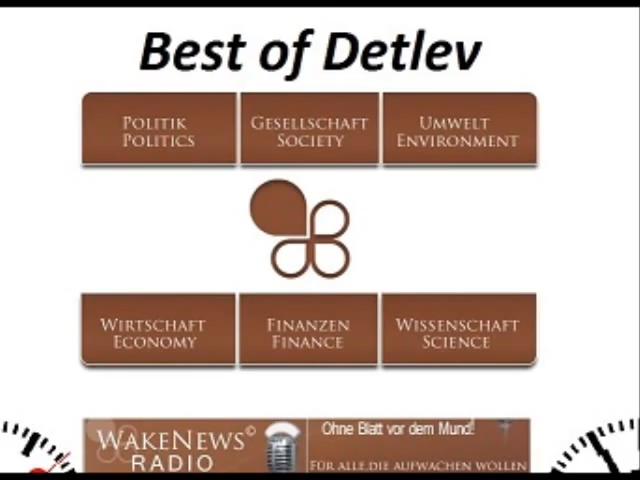 Best of Detlev
POLITIK
POLITICS
GESELLSCHAFT
SOCIETY
UMWELT
ENVIRONMENT
WIRTSCHAFT
ECONOMY
FINANZEN
FINANCE
WISSENSCHAFT
SCIENCE
WAKENEWS©
RADIO
Ohne Blatt vor dem Mund!
FÜR ALLE,DIE AUFWACHEN WOLLEN